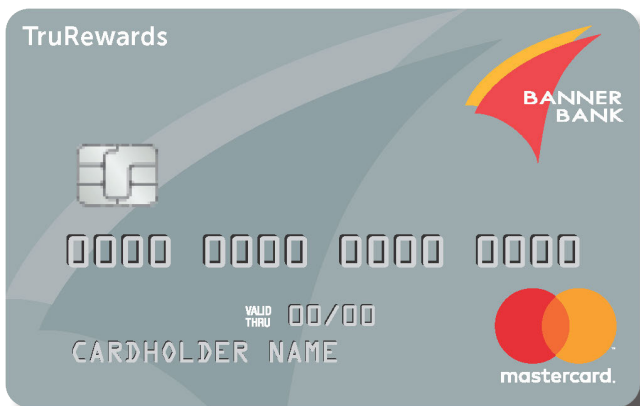 TruRewards
BANNER
BANK
0000 0000 0000 0000
VALID
THRU 00/00
CARDHOLDER NAME
mastercard.